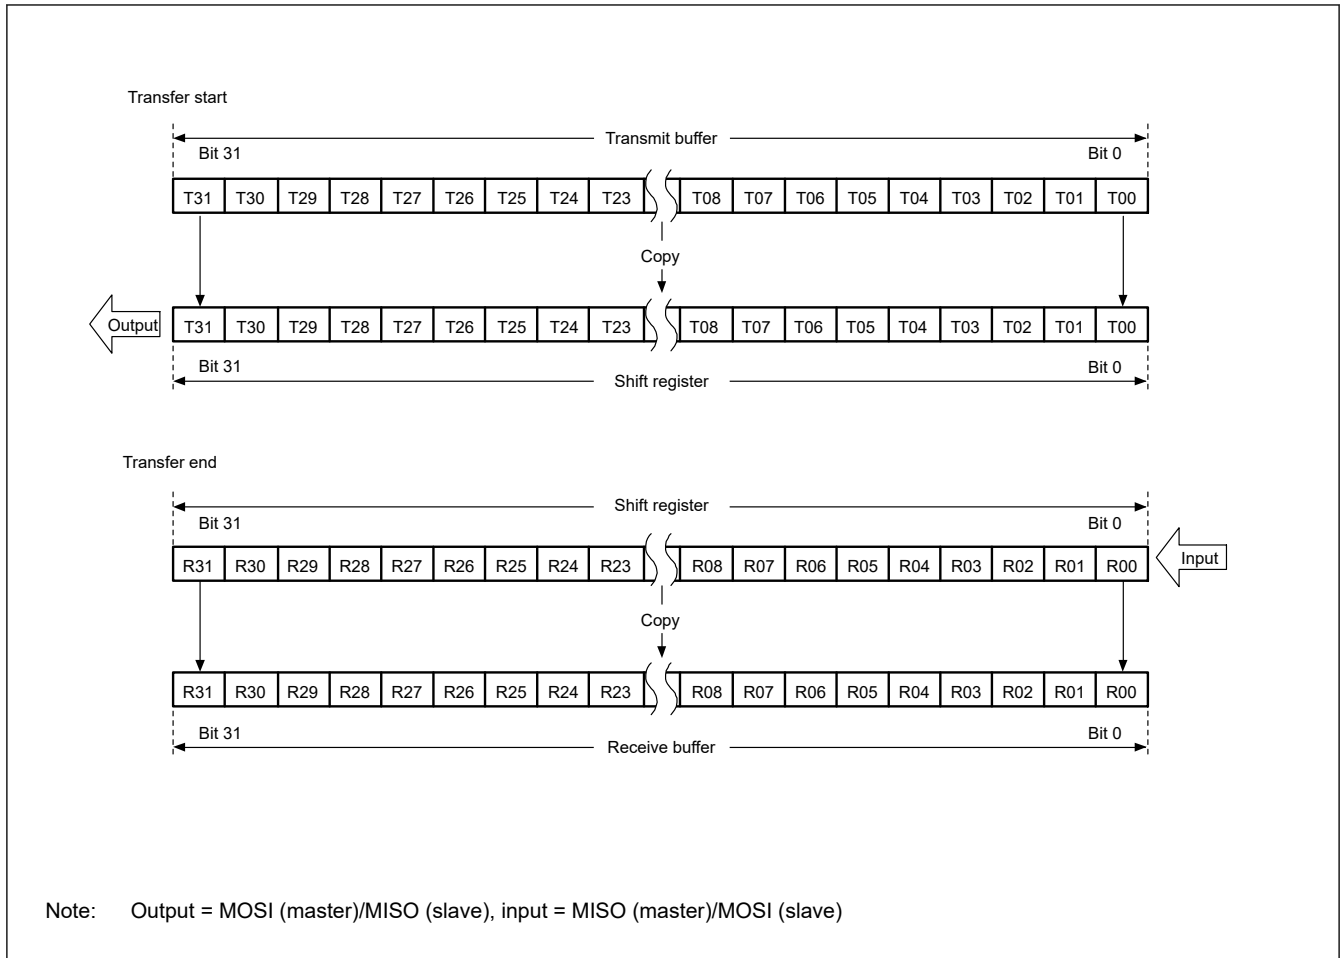 Transfer start
Transmit buffer
Bit 31 Bit 0
T31 T30 T29 T28 T27 T26 T25 T24 T23 T08 T07 T06 T05 T04 T03 T02 T01 T00
Copy
Output T31 T30 T29 T28 T27 T26 T25 T24 T23 T08 T07 T06 T05 T04 T03 T02 T01 T00
Bit 31 Bit 0
Shift register
Transfer end
Shift register
Bit 31 Bit 0
R31 R30 R29 R28 R27 R26 R25 R24 R23 R08 R07 R06 R05 R04 R03 R02 R01 R00 Input
Copy
R31 R30 R29 R28 R27 R26 R25 R24 R23 R08 R07 R06 R05 R04 R03 R02 R01 R00
Bit 31 Bit 0
Receive buffer
Note: Output = MOSI (master)/MISO (slave), input = MISO (master)/MOSI (slave)